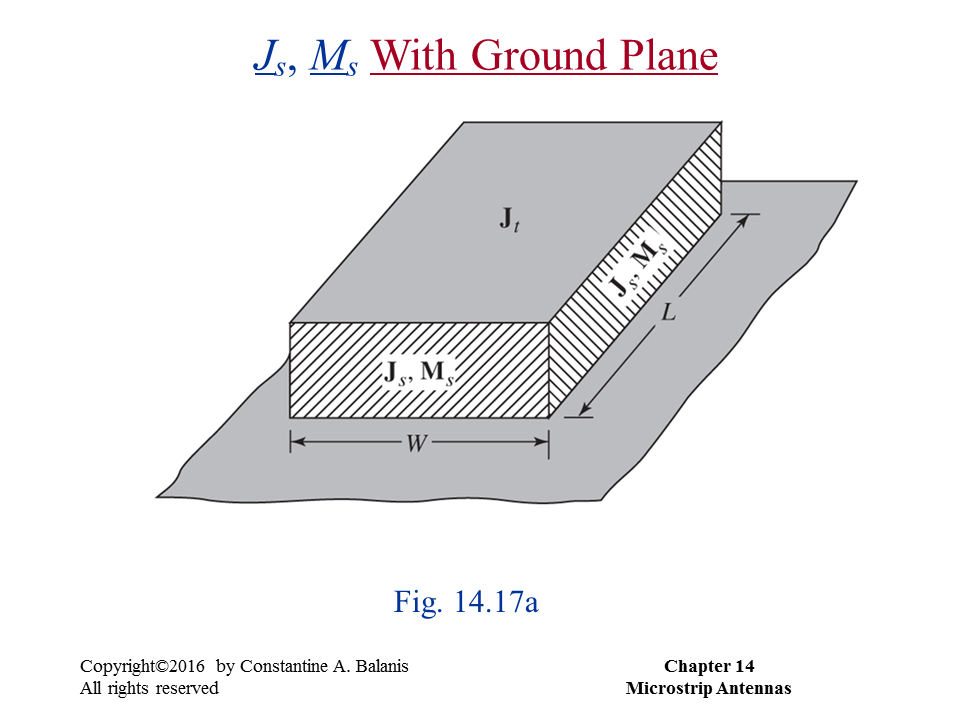 Js, Ms With Ground Plane
Jt
Js, Ms
L
Js, Ms
W
Fig. 14.17a
Copyright©2016 by Constantine A. Balanis
All rights reserved
Chapter 14
Microstrip Antennas